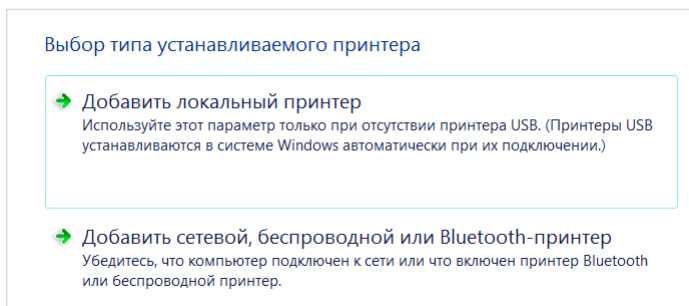 Выбор типа устанавливаемого принтера
Добавить локальный принтер
Используйте этот параметр только при отсутствии принтера USB. (Принтеры USB
устанавливаются в системе Windows автоматически при их подключении.)
Добавить сетевой, беспроводной или Bluetooth-принтер
Убедитесь, что компьютер подключен к сети или что включен принтер Bluetooth
или беспроводной принтер.